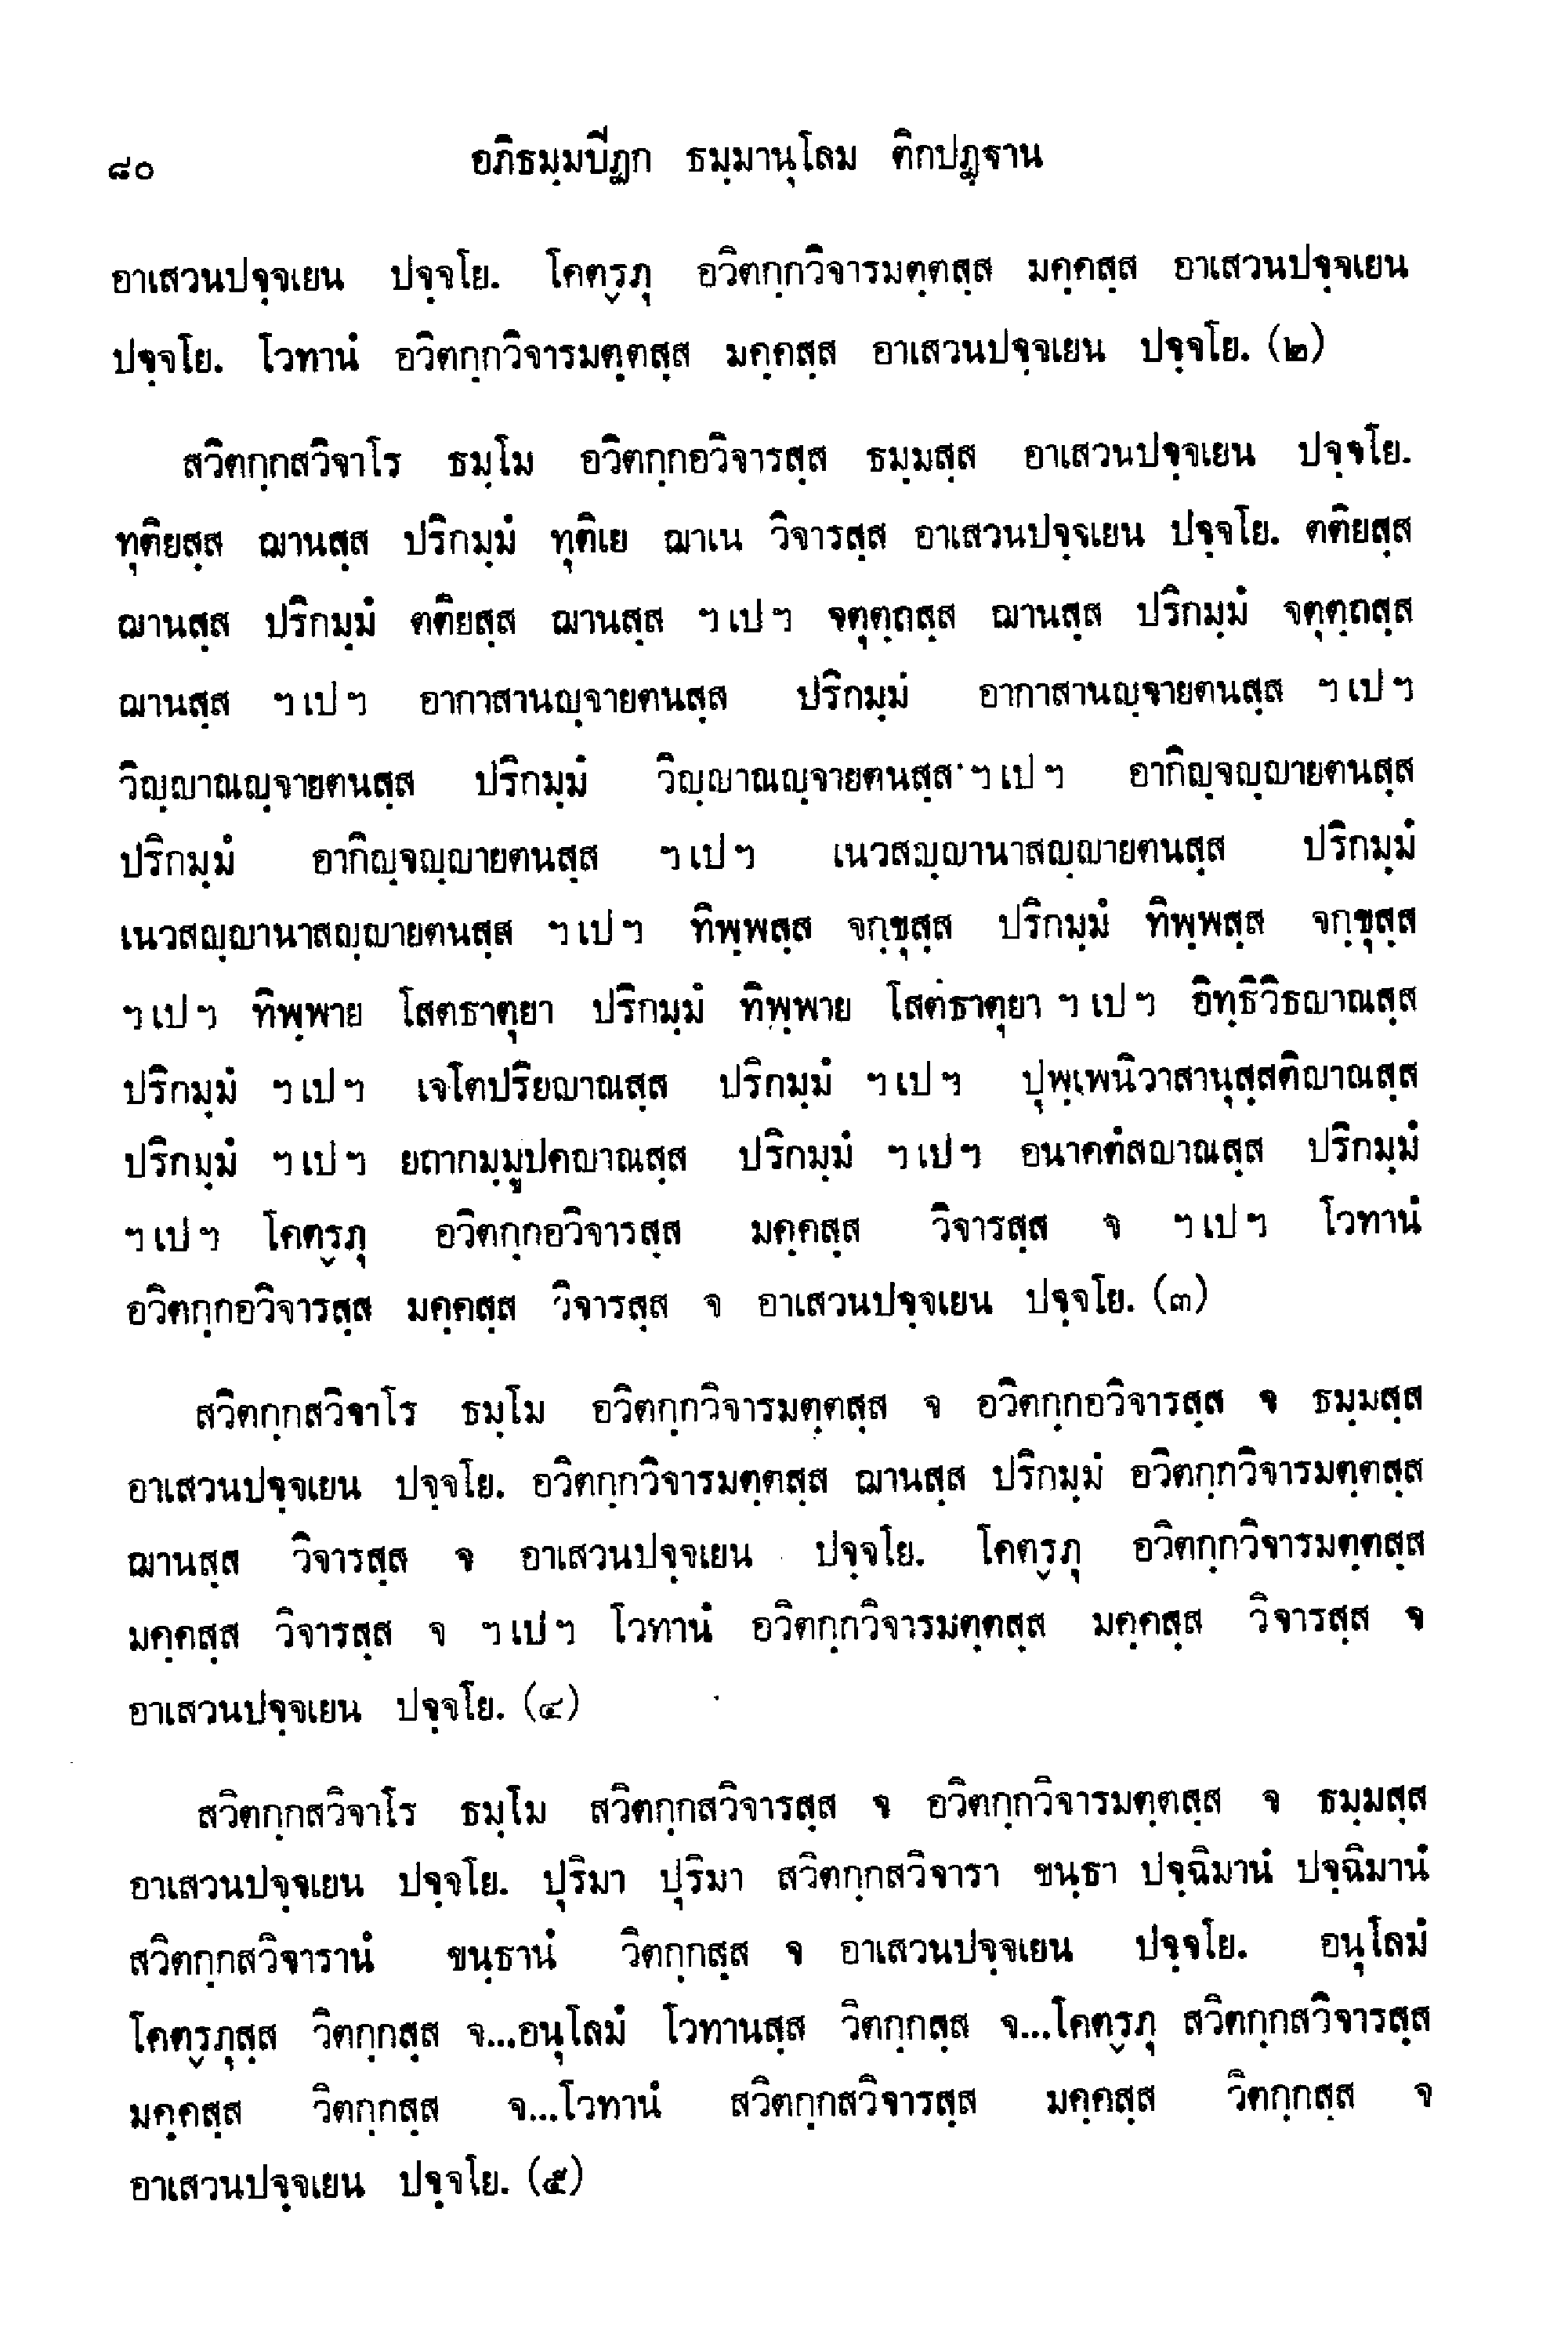 ๘๐ อภิธมฺมปีฏก ธมฺมานุโลม ติกปฏฺฐาน
อาเสวนปจฺจเยน ปจฺจโย. โคตฺรภุ อวิตกฺกวิจารมตฺตสฺส มคฺคสฺส อาเสวนปจฺจเยน
ปจฺจโย. โวทานํ อวิตกฺกวิจารมตฺตสฺส มคฺคสฺส อาเสวนปจฺจเยน ปจฺจโย. (๒)
สวิตกฺกสวิจาโร ธมฺโม อวิตกฺกอวิจารสฺส ธมฺมสฺส อาเสวนปจฺจเยน ปจฺจโย.
ทุติยสฺส ฌานสฺส ปริกมฺมํ ทุติเย ฌาเน วิจารสฺส อาเสวนปจฺจเยน ปจฺจโย. ตติยสฺส
ฌานสฺส ปริกมฺมํ ตติยสฺส ฌานสฺส ฯ เป ฯ จตุตฺถสฺส ฌานสฺส ปริกมฺมํ จตุตฺถสฺส
ฌานสฺส ฯ เป ฯ อากาสานญฺจายตนสฺส ปริกมฺมํ อากาสานญฺจายตนสฺส ฯ เป ฯ
วิญฺญาณญฺจายตนสฺส ปริกมฺมํ วิญฺญาณญฺจายตนสฺส ฯ เป ฯ อากิญฺจญฺญายตนสฺส
ปริกมฺมํ อากิญฺจญฺญายตนสฺส ฯ เป ฯ เนวสญฺญานาสญฺญายตนสฺส ปริกมฺมํ
เนวสญฺญานาสญฺญายตนสฺส ฯ เป ฯ ทิพฺพสฺส จกฺขุสฺส ปริกมฺมํ ทิพฺพสฺส จกฺขุสฺส
ฯ เป ฯ ทิพฺพาย โสตธาตุยา ปริกมฺมํ ทิพฺพาย โสตธาตุยา ฯ เป ฯ อิทฺธิวิธญาณสฺส
ปริกมฺมํ ฯ เป ฯ เจโตปริยญาณสฺส ปริกมฺมํ ฯ เป ฯ ปุพฺเพนิวาสานุสฺสติญาณสฺส
ปริกมฺมํ ฯ เป ฯ ยถากมฺมูปคญาณสฺส ปริกมฺมํ ฯ เป ฯ อนาคตํสญาณสฺส ปริกมฺมํ
ฯ เป ฯ โคตฺรภุ อวิตกฺกอวิจารสฺส มคฺคสฺส วิจารสฺส จ ฯ เป ฯ โวทานํ
อวิตกฺกอวิจารสฺส มคฺคสฺส วิจารสฺส จ อาเสวนปจฺจเยน ปจฺจโย. (๓)
สวิตกฺกสวิจาโร ธมฺโม อวิตกฺกวิจารมตฺตสฺส จ อวิตกฺกอวิจารสฺส จ ธมฺมสฺส
อาเสวนปจฺจเยน ปจฺจโย. อวิตกฺกวิจารมตฺตสฺส ฌานสฺส ปริกมฺมํ อวิตกฺกวิจารมตฺตสฺส
ฌานสฺส วิจารสฺส จ อาเสวนปจฺจเยน ปจฺจโย. โคตฺรภุ อวิตกฺกวิจารมตฺตสฺส
มคฺคสฺส วิจารสฺส จ ฯ เป ฯ โวทานํ อวิตกฺกวิจารมตฺตสฺส มคฺคสฺส วิจารสฺส จ
อาเสวนปจฺจเยน ปจฺจโย. (๔)
สวิตกฺกสวิจาโร ธมฺโม สวิตกฺกสวิจารสฺส จ อวิตกฺกวิจารมตฺตสฺส จ ธมฺมสฺส
อาเสวนปจฺจเยน ปจฺจโย. ปุริมา ปุริมา สวิตกฺกสวิจารา ขนฺธา ปจฺฉิมานํ ปจฺฉิมานํ
สวิตกฺกสวิจารานํ ขนฺธานํ วิตกฺกสฺส จ อาเสวนปจฺจเยน ปจฺจโย. อนุโลมํ
โคตฺรภุสฺส วิตกฺกสฺส จ...อนุโลมํ โวทานสฺส วิตกฺกสฺส จ...โคตฺรภุ สวิตกฺกสวิจารสฺส
มคฺคสฺส วิตกฺกสฺส จ...โวทานํ สวิตกฺกสวิจารสฺส มคฺคสฺส วิตกฺกสฺส จ
อาเสวนปจฺจเยน ปจฺจโย. (๕)